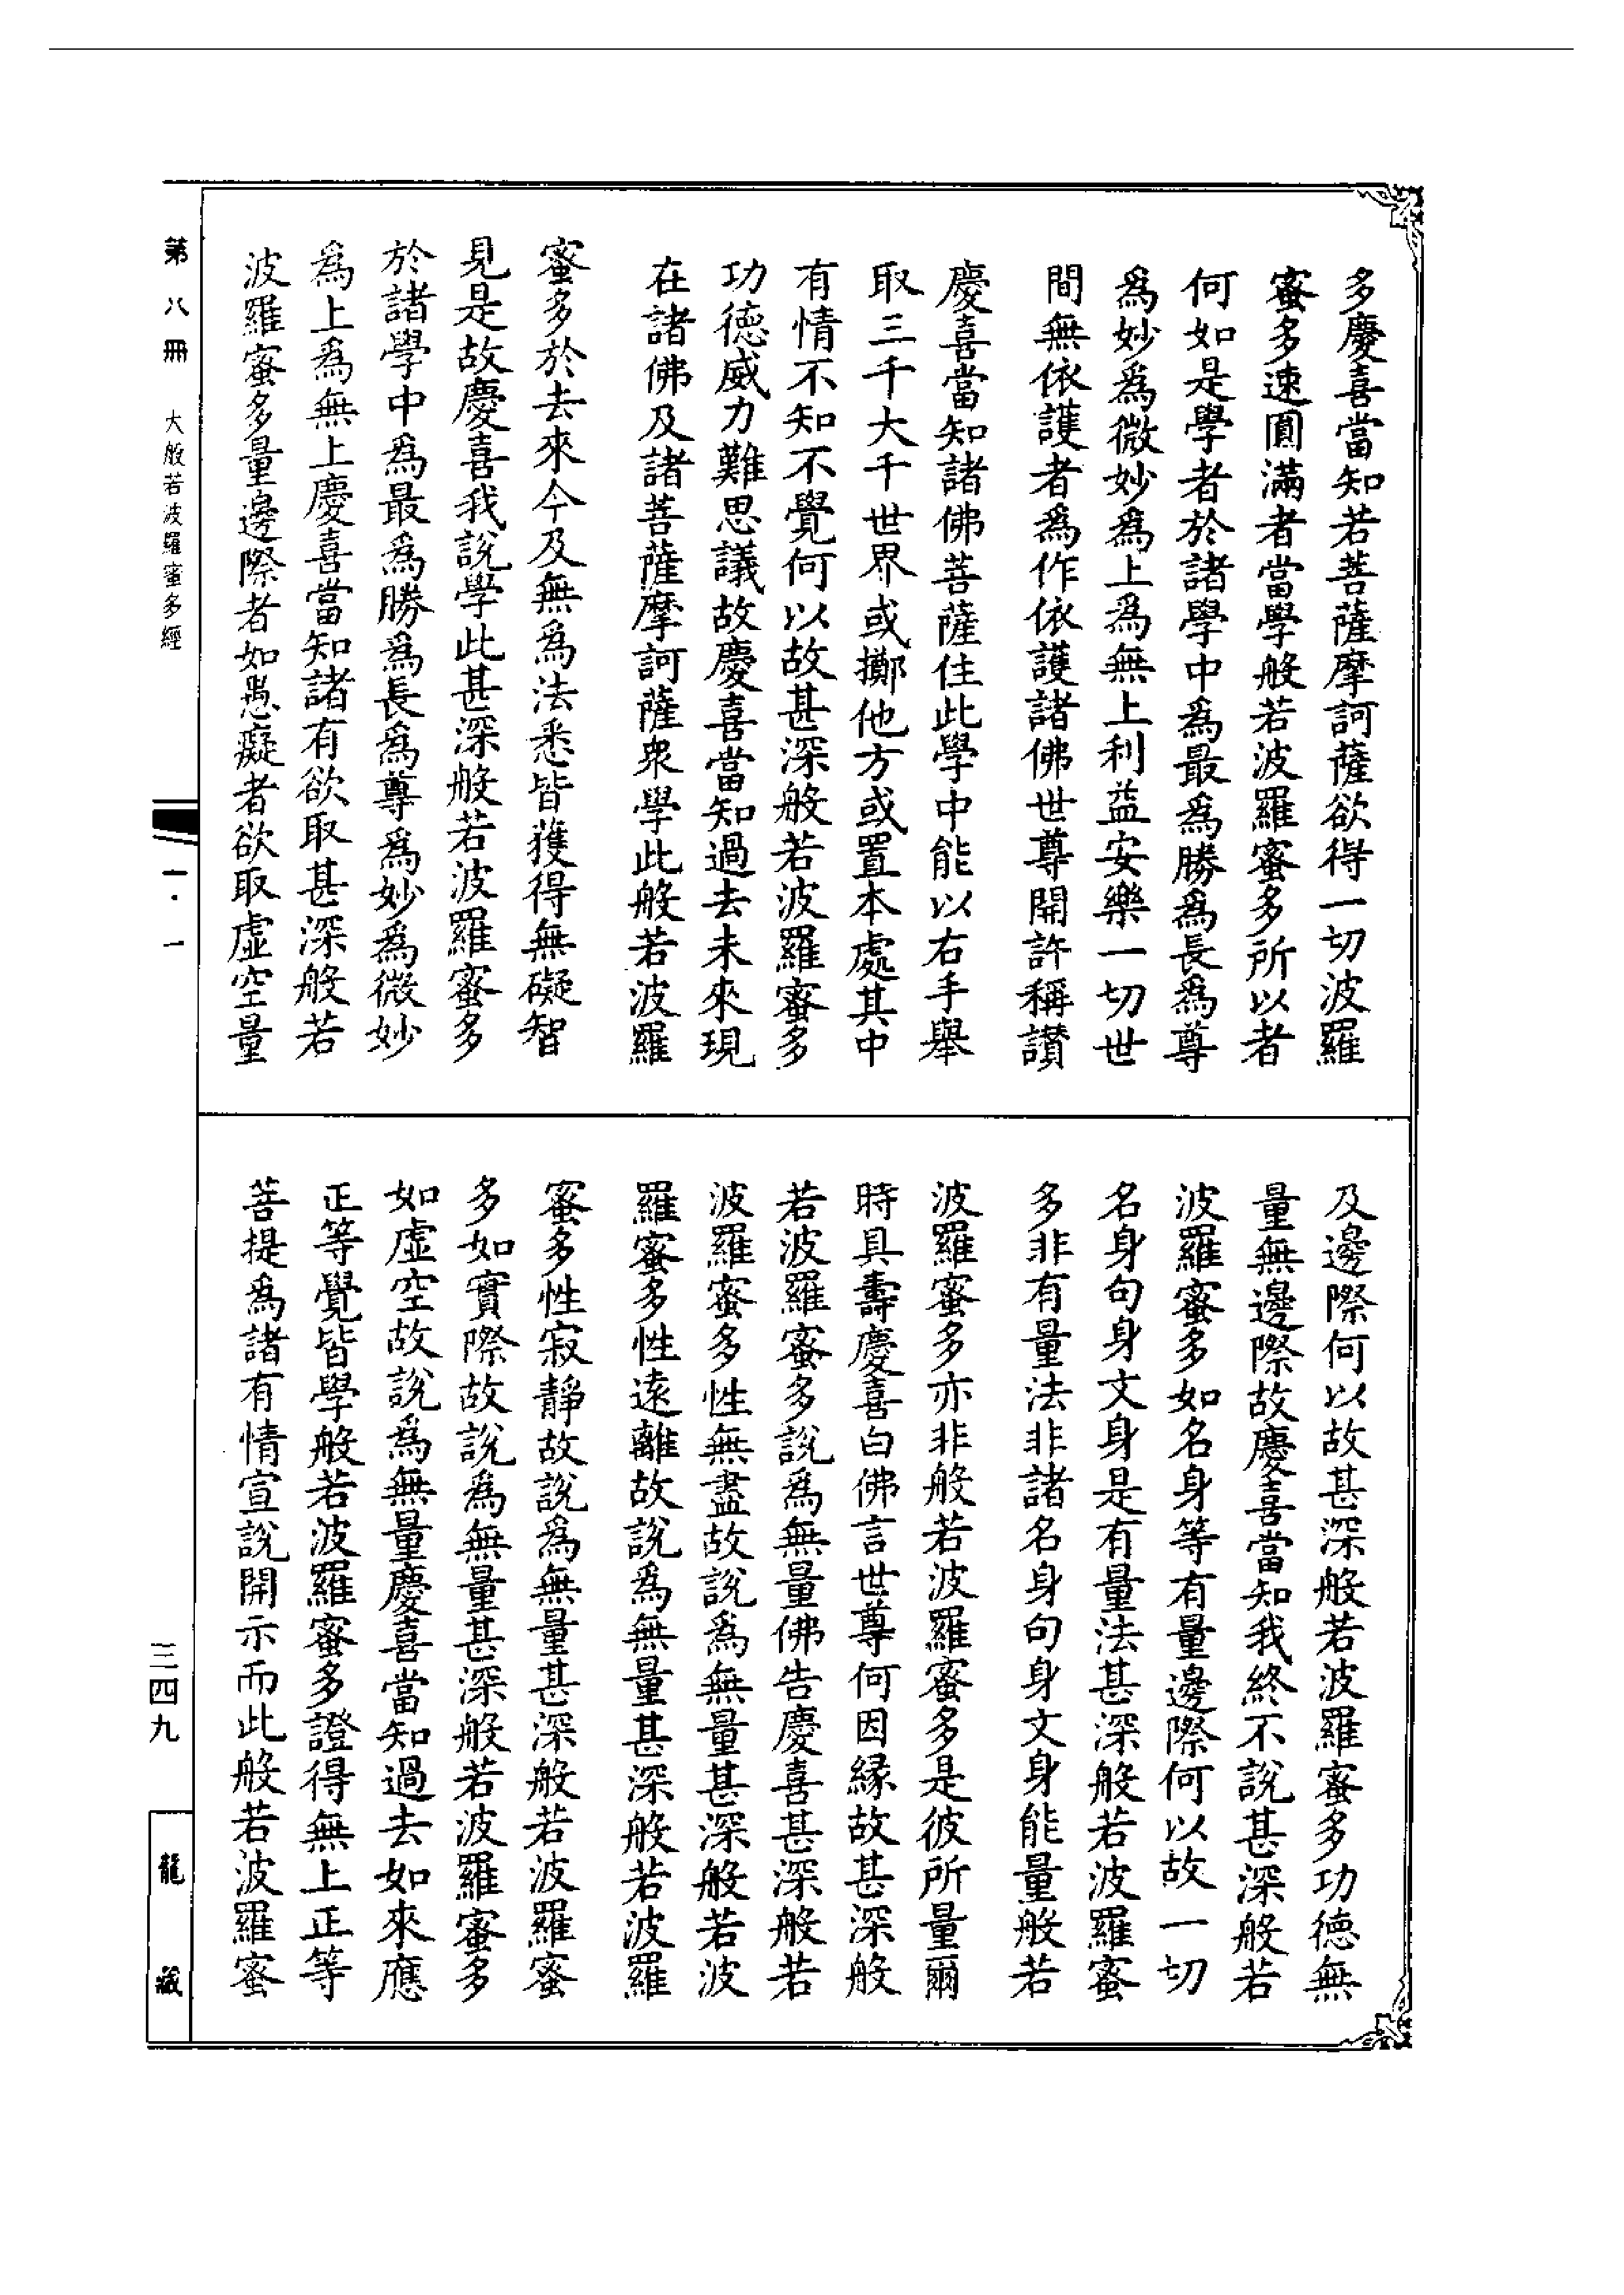 多慶喜當知若菩薩摩訶薩欲得一切波羅
蜜多速圓滿者當學般若波羅蜜多所以者
何如是學者於諸學中爲最爲勝爲長爲尊
爲妙爲微妙爲上爲無上利益安樂一切世
間無依護者爲作依護諸佛世尊開許稱讚
慶喜當知諸佛菩薩住此學中能以右手舉
取三千大千世界或擲他方或置本處其中
有情不知不覺何以故甚深般若波羅蜜多
功德威力難思議故慶喜當知過去未來現
在諸佛及諸菩薩摩訶薩衆學此般若波羅
蜜多於去來今及無爲法悉皆獲得無礙智
見是故慶喜我說學此甚深般若波羅蜜多
於諸學中爲最爲勝爲長爲尊爲妙爲微妙
爲上爲無上慶喜當知諸有欲取甚深般若
波羅蜜多量邊際者如愚癡者欲取虛空量
及邊際何以故甚深般若波羅蜜多功德無
量無邊際故慶喜當知我終不說甚深般若
波羅蜜多如名身等有量邊際何以故一切
名身句身文身是有量法甚深般若波羅蜜
多非有量法非諸名身句身文身能量般若
波羅蜜多亦非般若波羅蜜多是彼所量爾
時具壽慶喜白佛言世尊何因緣故甚深般
若波羅蜜多說爲無量佛告慶喜甚深般若
波羅蜜多性無盡故說爲無量甚深般若波
羅蜜多性遠離故說爲無量甚深般若波羅
蜜多性寂靜故說爲無量甚深般若波羅蜜
多如實際故說爲無量甚深般若波羅蜜多
如虛空故說爲無量慶喜當知過去如來應
正等覺皆學般若波羅蜜多證得無上正等
菩提爲諸有情宣說開示而此般若波羅蜜
第八冊 大般若波羅蜜多經
一·一
三四九
龍藏